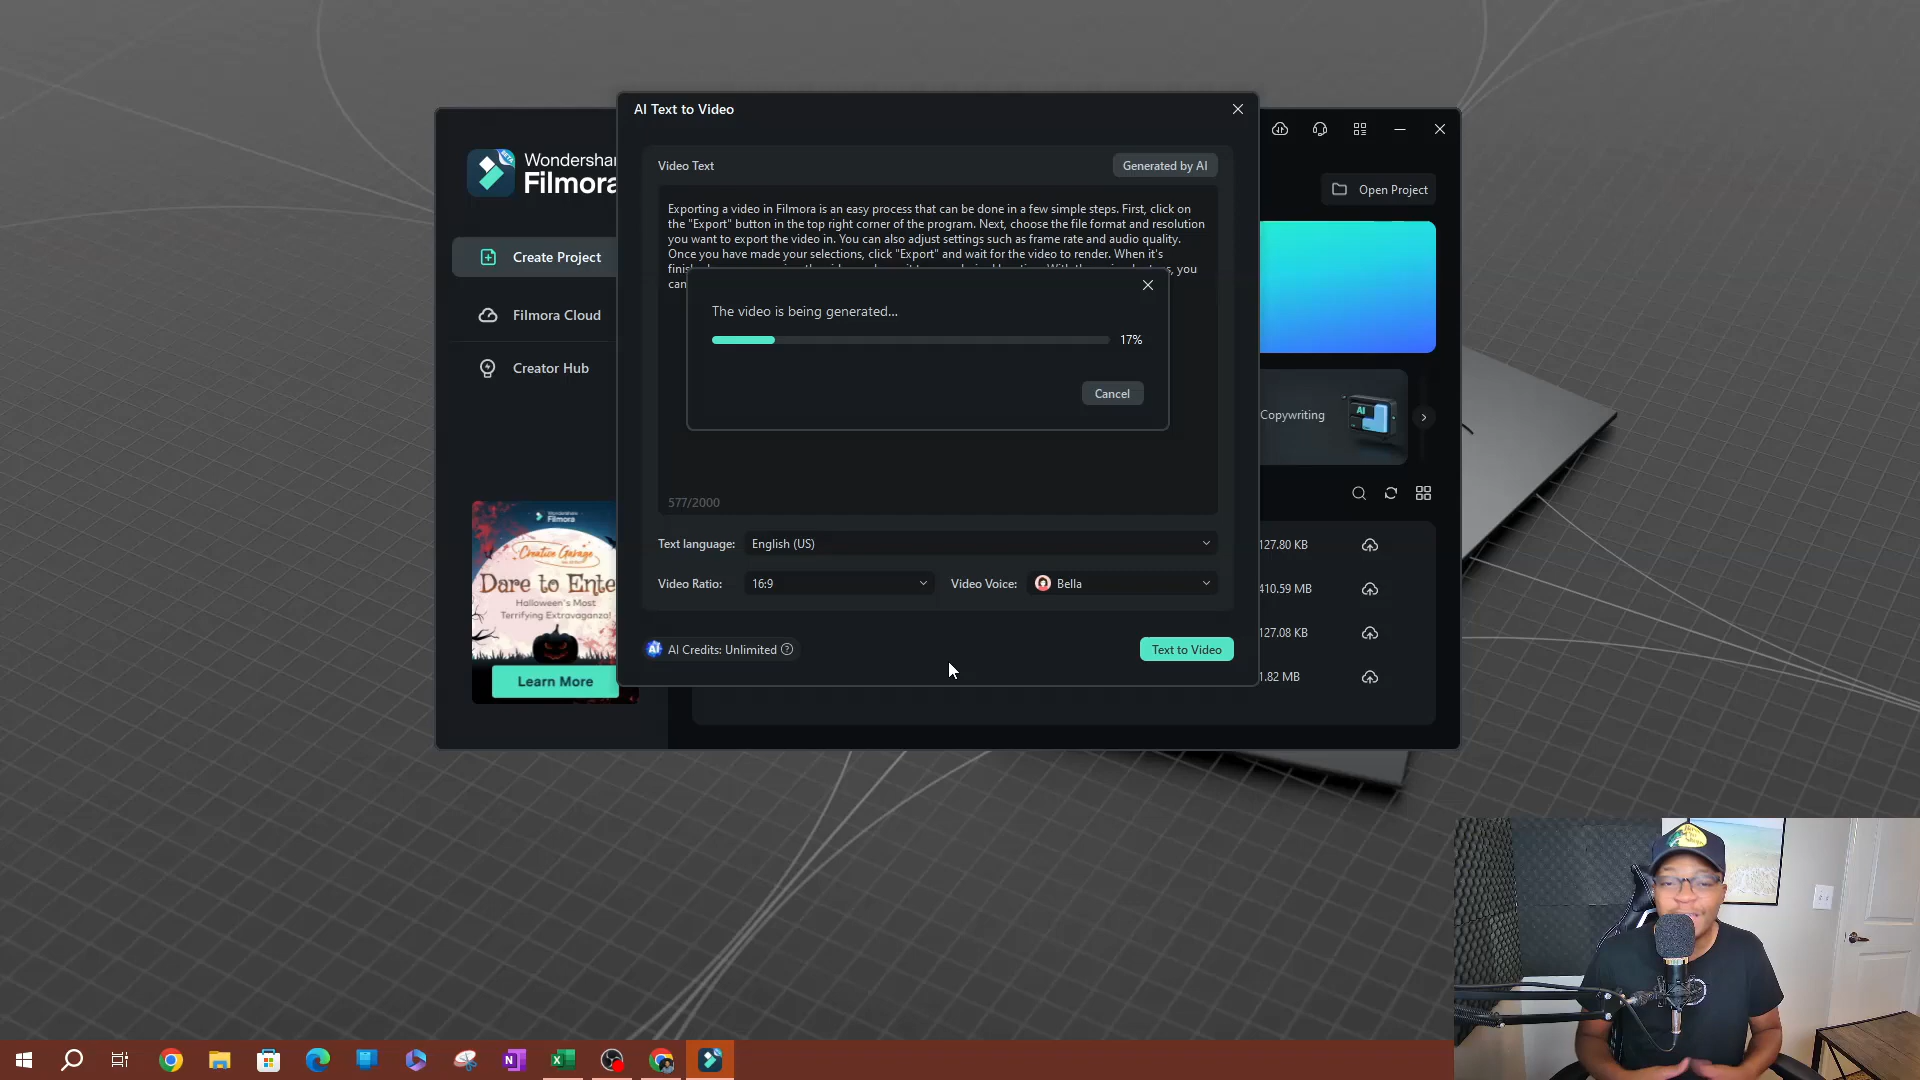 AI Text to Video
Wondershar
Filmora
BETA
Open Project
Video Text
Generated by AI
Create Project
Filmora Cloud
Creator Hub
Exporting a video in Filmora is an easy process that can be done in a few simple steps. First, click on
the "Export" button in the top right corner of the program. Next, choose the file format and resolution
you want to export the video in. You can also adjust settings such as frame rate and audio quality.
Once you have made your selections, click "Export" and wait for the video to render. When it's
you
can
The video is being generated...
17%
Cancel
Copywriting
AI
577/2000
Text language:
English (US)
127.80 KB
Video Ratio:
16:9
Video Voice:
Bella
410.59 MB
127.08 KB
1.82 MB
AI
AI Credits: Unlimited
Text to Video
Wondershare
Filmora
Creative Garage
Dare to Ente
Halloween's Most
Terrifying Extravaganzo!
Learn More